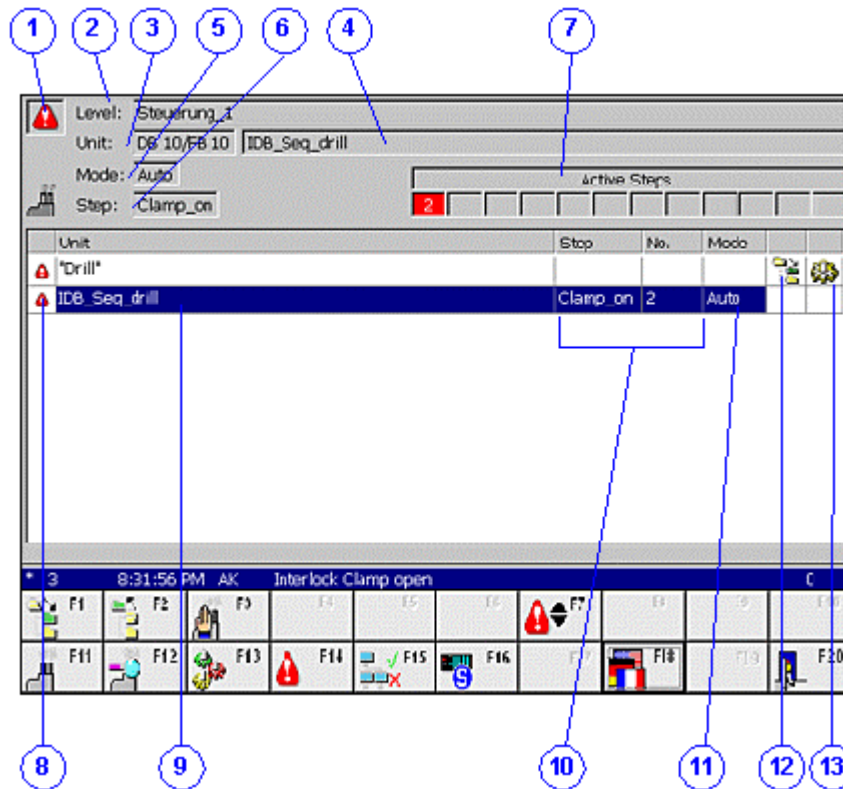 1 2 3 5 6 4 7
Level: Steuerung_1
Unit: DB 10/FB 10 IDB_Seq_drill
Mode: Auto
Active Steps
Step: Clamp_on 2
Unit Step No. Mode
"Drill"
IDB_Seq_drill Clamp_on 2 Auto
* 3 8:31:56 PM AK Interlock Clamp open 0
F1 F2 F3 F4 F5 F6 F7 F8 F9 F10
F11 F12 F13 F14 F15 F16 F17 F18 F19 F20
S
8 9 10 11 12 13